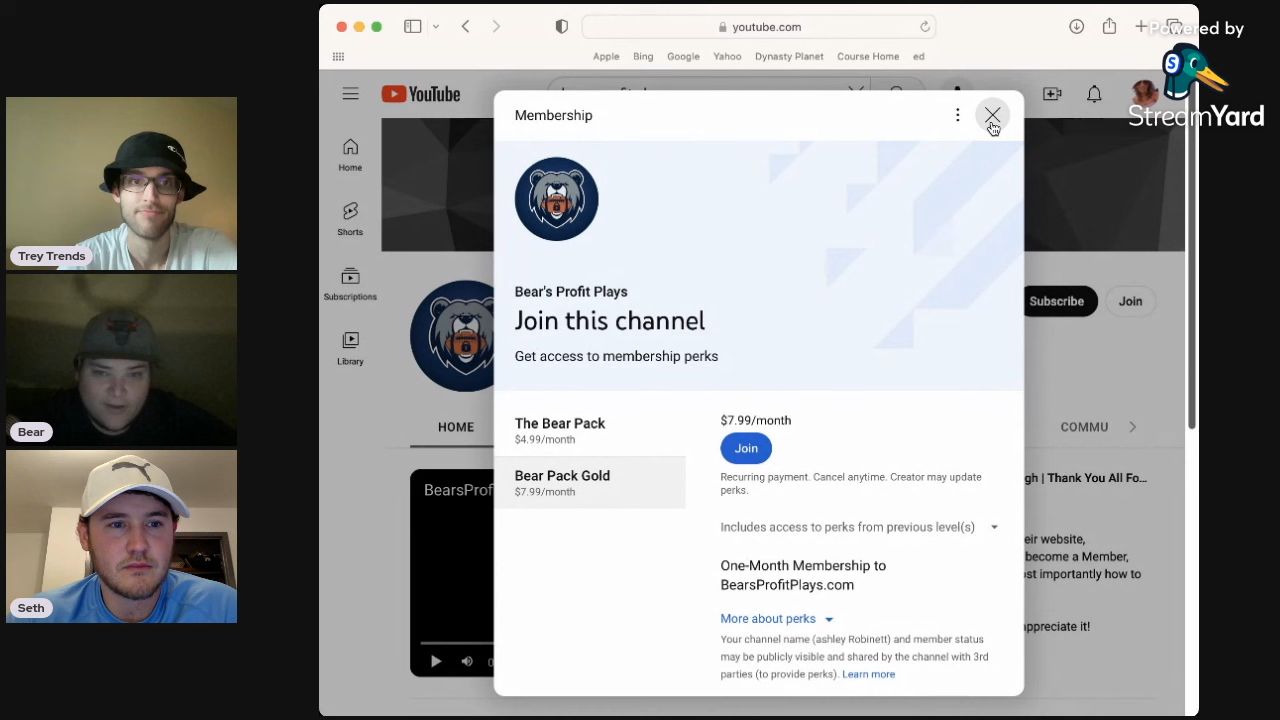 Powered by
StreamYard
youtube.com
Apple Bing Google Yahoo Dynasty Planet Course Home ed
YouTube
Home
Shorts
Subscriptions
Library
Trey Trends
Bear
Seth
Membership
Bear's Profit Plays
Join this channel
Get access to membership perks
The Bear Pack
$4.99/month
Bear Pack Gold
$7.99/month
$7.99/month
Join
Recurring payment. Cancel anytime. Creator may update
perks.
Includes access to perks from previous level(s)
One-Month Membership to
BearsProfitPlays.com
More about perks
Your channel name (ashley Robinett) and member status
may be publicly visible and shared by the channel with 3rd
parties (to provide perks). Learn more
Subscribe Join
HOME
COMMU
BearsProf
| Thank You All Fo...
website,
become a Member,
importantly how to
appreciate it!